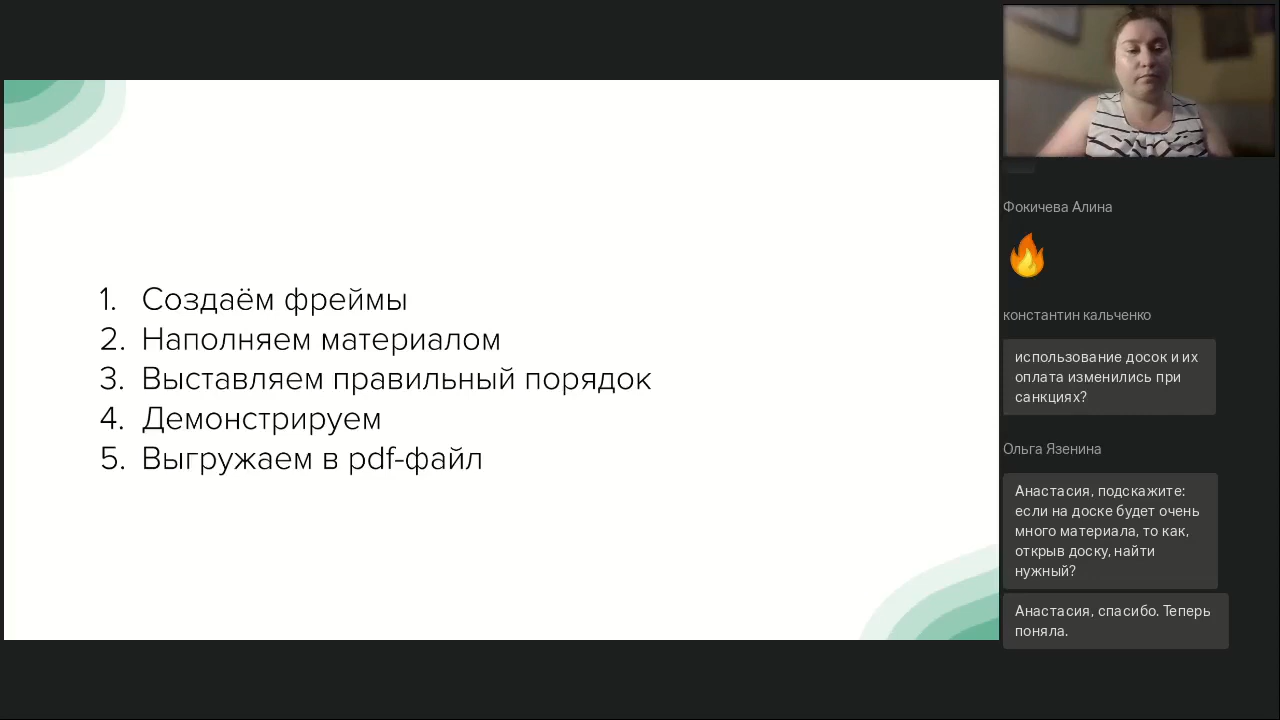 1. Создаём фреймы
2. Наполняем материалом
3. Выставляем правильный порядок
4. Демонстрируем
5. Выгружаем в pdf-файл
Фокичева Алина
константин кальченко
использование досок и их
оплата изменились при
санкциях?
Ольга Язенина
Анастасия, подскажите:
если на доске будет очень
много материала, то как,
открыв доску, найти
нужный?
Анастасия, спасибо. Теперь
поняла.